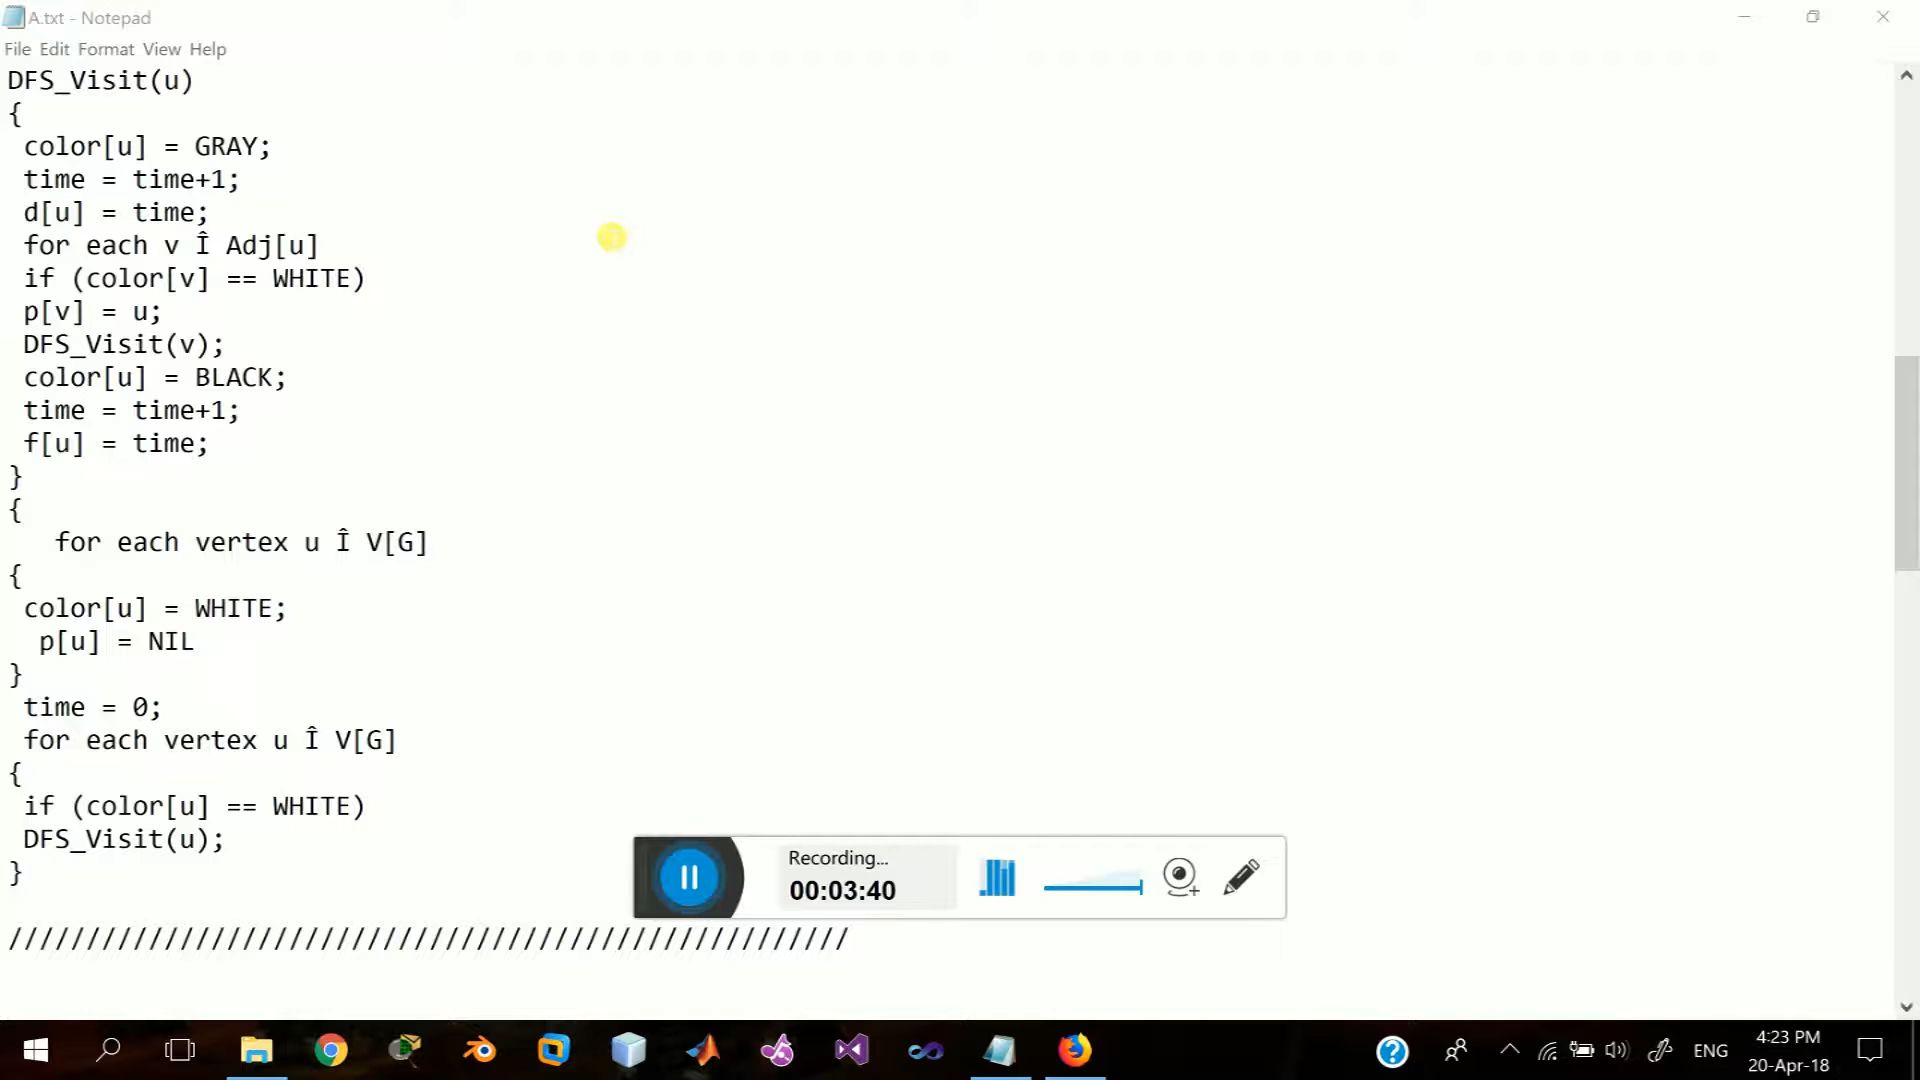 A.txt - Notepad
File Edit Format View Help
DFS_Visit(u)
{
color[u] = GRAY;
time = time+1;
d[u] = time;
for each v Î Adj[u]
if (color[v] == WHITE)
p[v] = u;
DFS_Visit(v);
color[u] = BLACK;
time = time+1;
f[u] = time;
}
{
for each vertex u Î V[G]
{
color[u] = WHITE;
p[u] = NIL
}
time = 0;
for each vertex u Î V[G]
{
if (color[u] == WHITE)
DFS_Visit(u);
}
//////////////////////////////////////////////////////
Recording...
00:03:40
ENG
4:23 PM
20-Apr-18